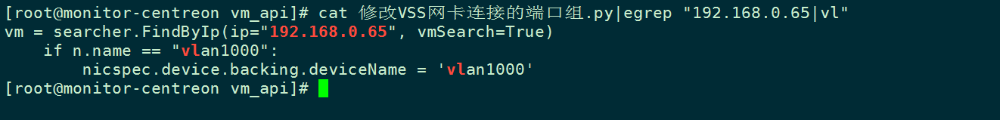 [root@monitor-centreon vm_api]# cat 修改VSS网卡连接的端口组.py|egrep "192.168.0.65|vl"
vm = searcher.FindByIp(ip="192.168.0.65", vmSearch=True)
    if n.name == "vlan1000":
        nicspec.device.backing.deviceName = 'vlan1000'
[root@monitor-centreon vm_api]#